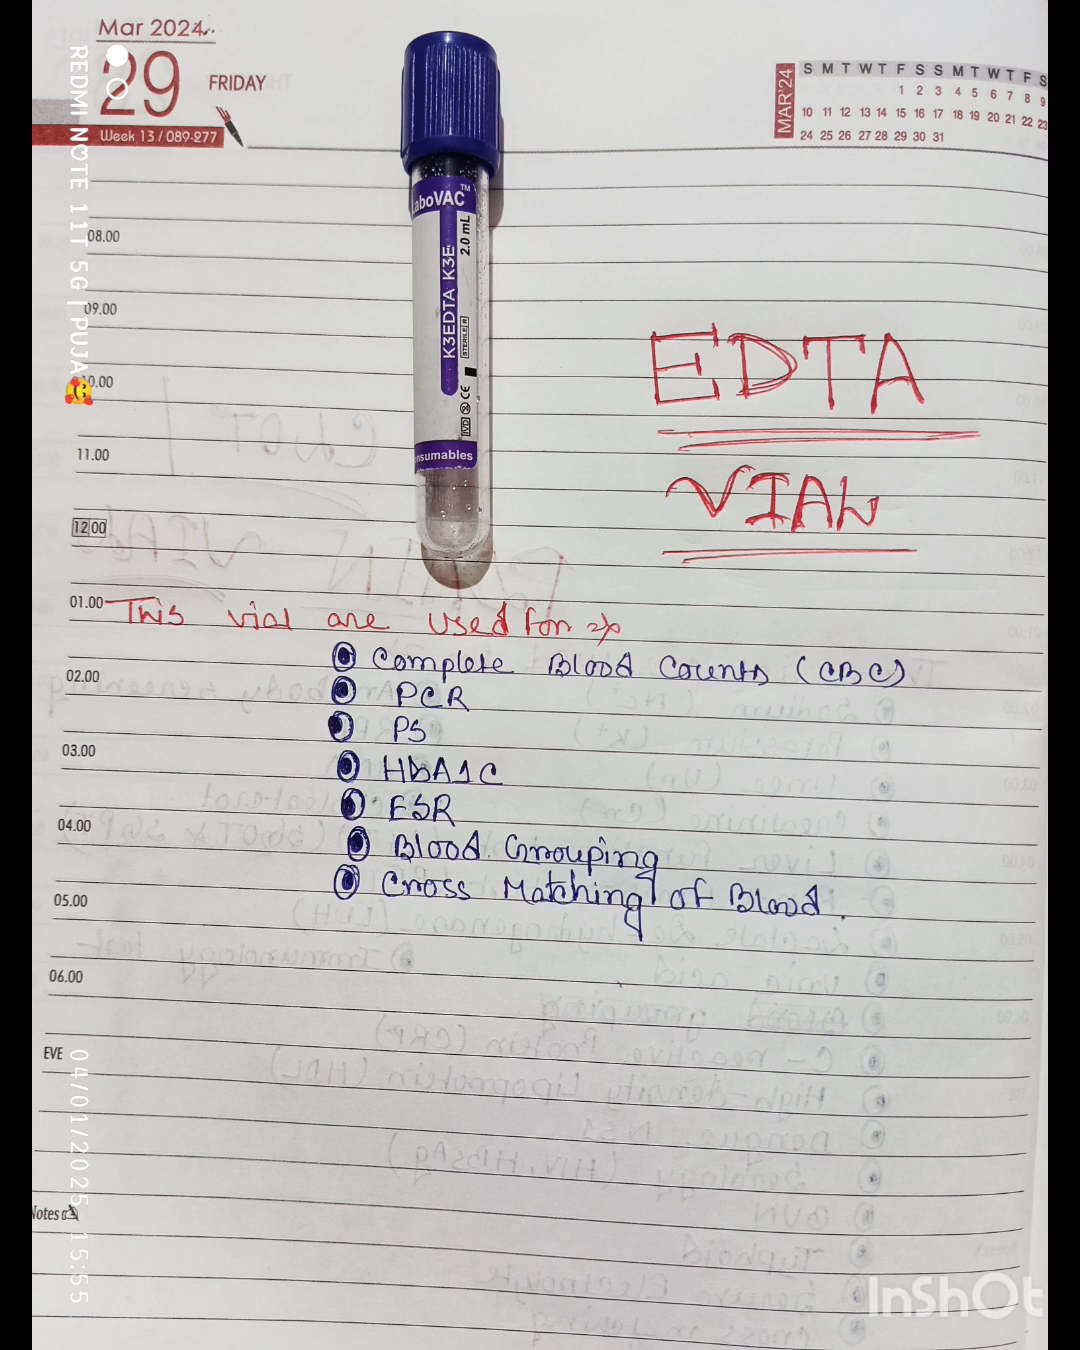 Mar 2024
29 FRIDAY
Week 13 / 089-277
MAR'24
S M T W T F S S M T W T F S
1 2 3 4 5 6 7 8 9
10 11 12 13 14 15 16 17 18 19 20 21 22 23
24 25 26 27 28 29 30 31
REDMI NOTE 11T 5G | PUJA
aboVAC™
K3EDTA K3E
2.0 mL
STERILE R
IVD CE
nsumables
08.00
09.00
10.00
11.00
12 00
EDTA
VIAL
01.00 This vial are used for
Complete Blood Counts (CBC)
02.00
PCR
PS
03.00
HbA1C
ESR
04.00
Blood Grouping
Cross Matching of Blood.
05.00
06.00
EVE
Notes
04/01/2025 15:55
InShOt